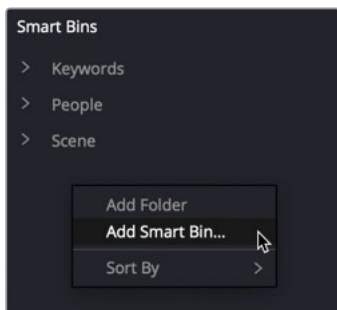 Smart Bins
> Keywords
> People
> Scene
Add Folder
Add Smart Bin...
Sort By >